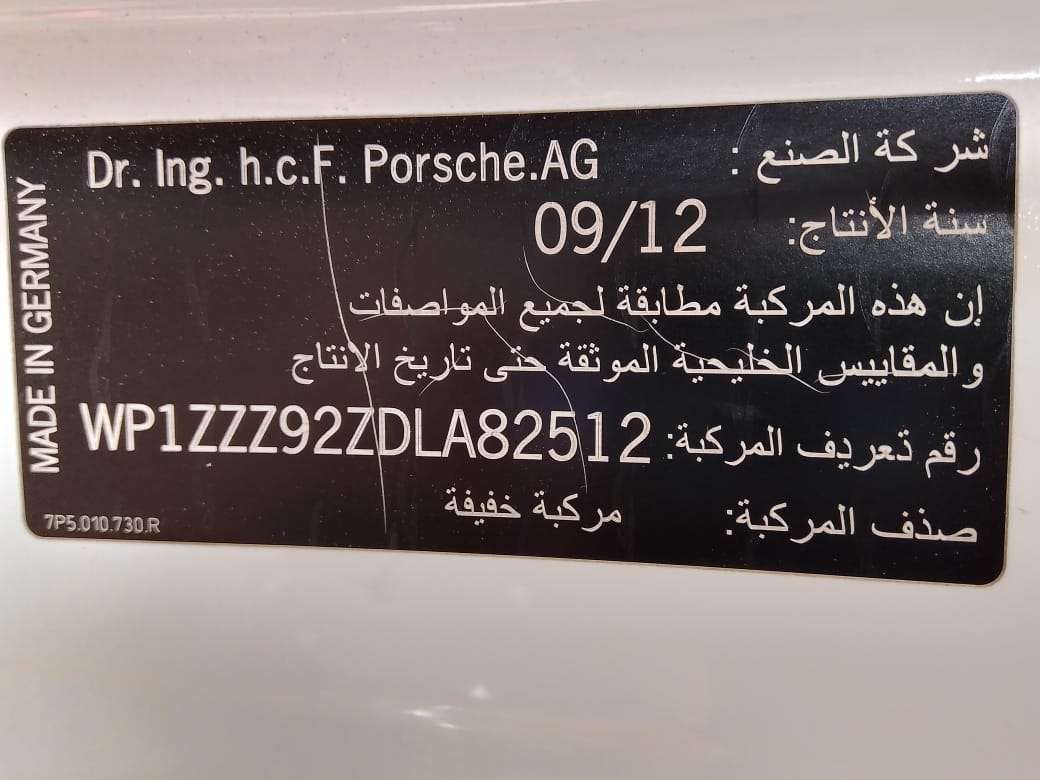 شركة الصنع : Dr. Ing. h.c.F. Porsche.AG
سنة الأنتاج: 09/12
إن هذه المركبة مطابقة لجميع المواصفات
والمقاييس الخليجية الموثقة حتى تاريخ الانتاج
رقم تعريف المركبة: WP1ZZZ92ZDLA82512
صنف المركبة: مركبة خفيفة
MADE IN GERMANY
7P5.010.730.R